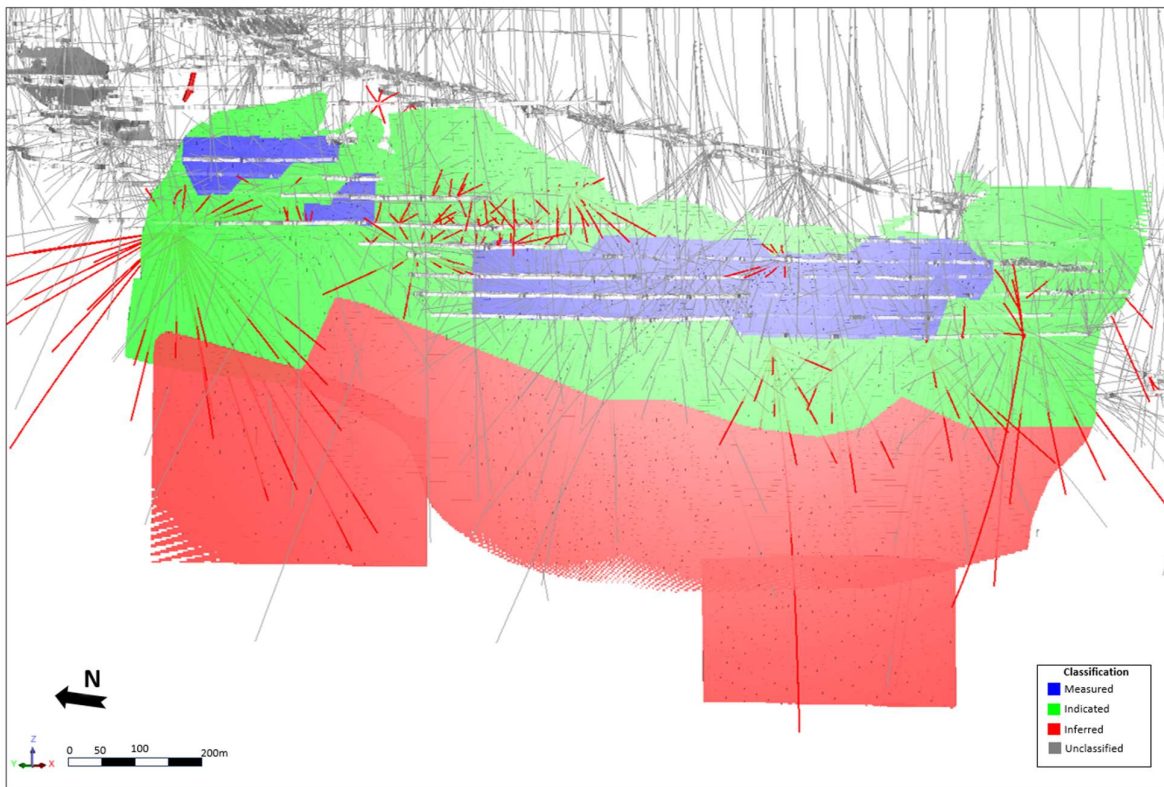 N
Z
Y X
0 50 100 200m
Classification
Measured
Indicated
Inferred
Unclassified